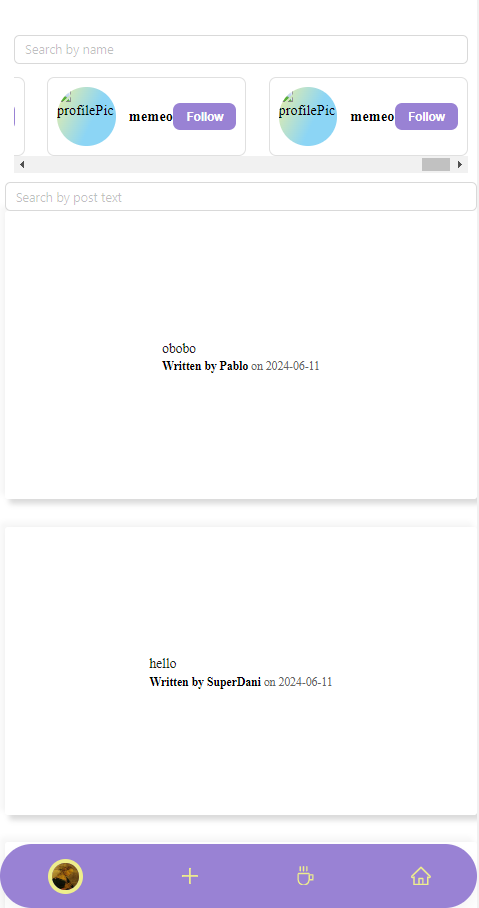 Search by name
profilePic
memeo
Follow
profilePic
memeo
Follow
Search by post text
obobo
Written by Pablo on 2024-06-11
hello
Written by SuperDani on 2024-06-11